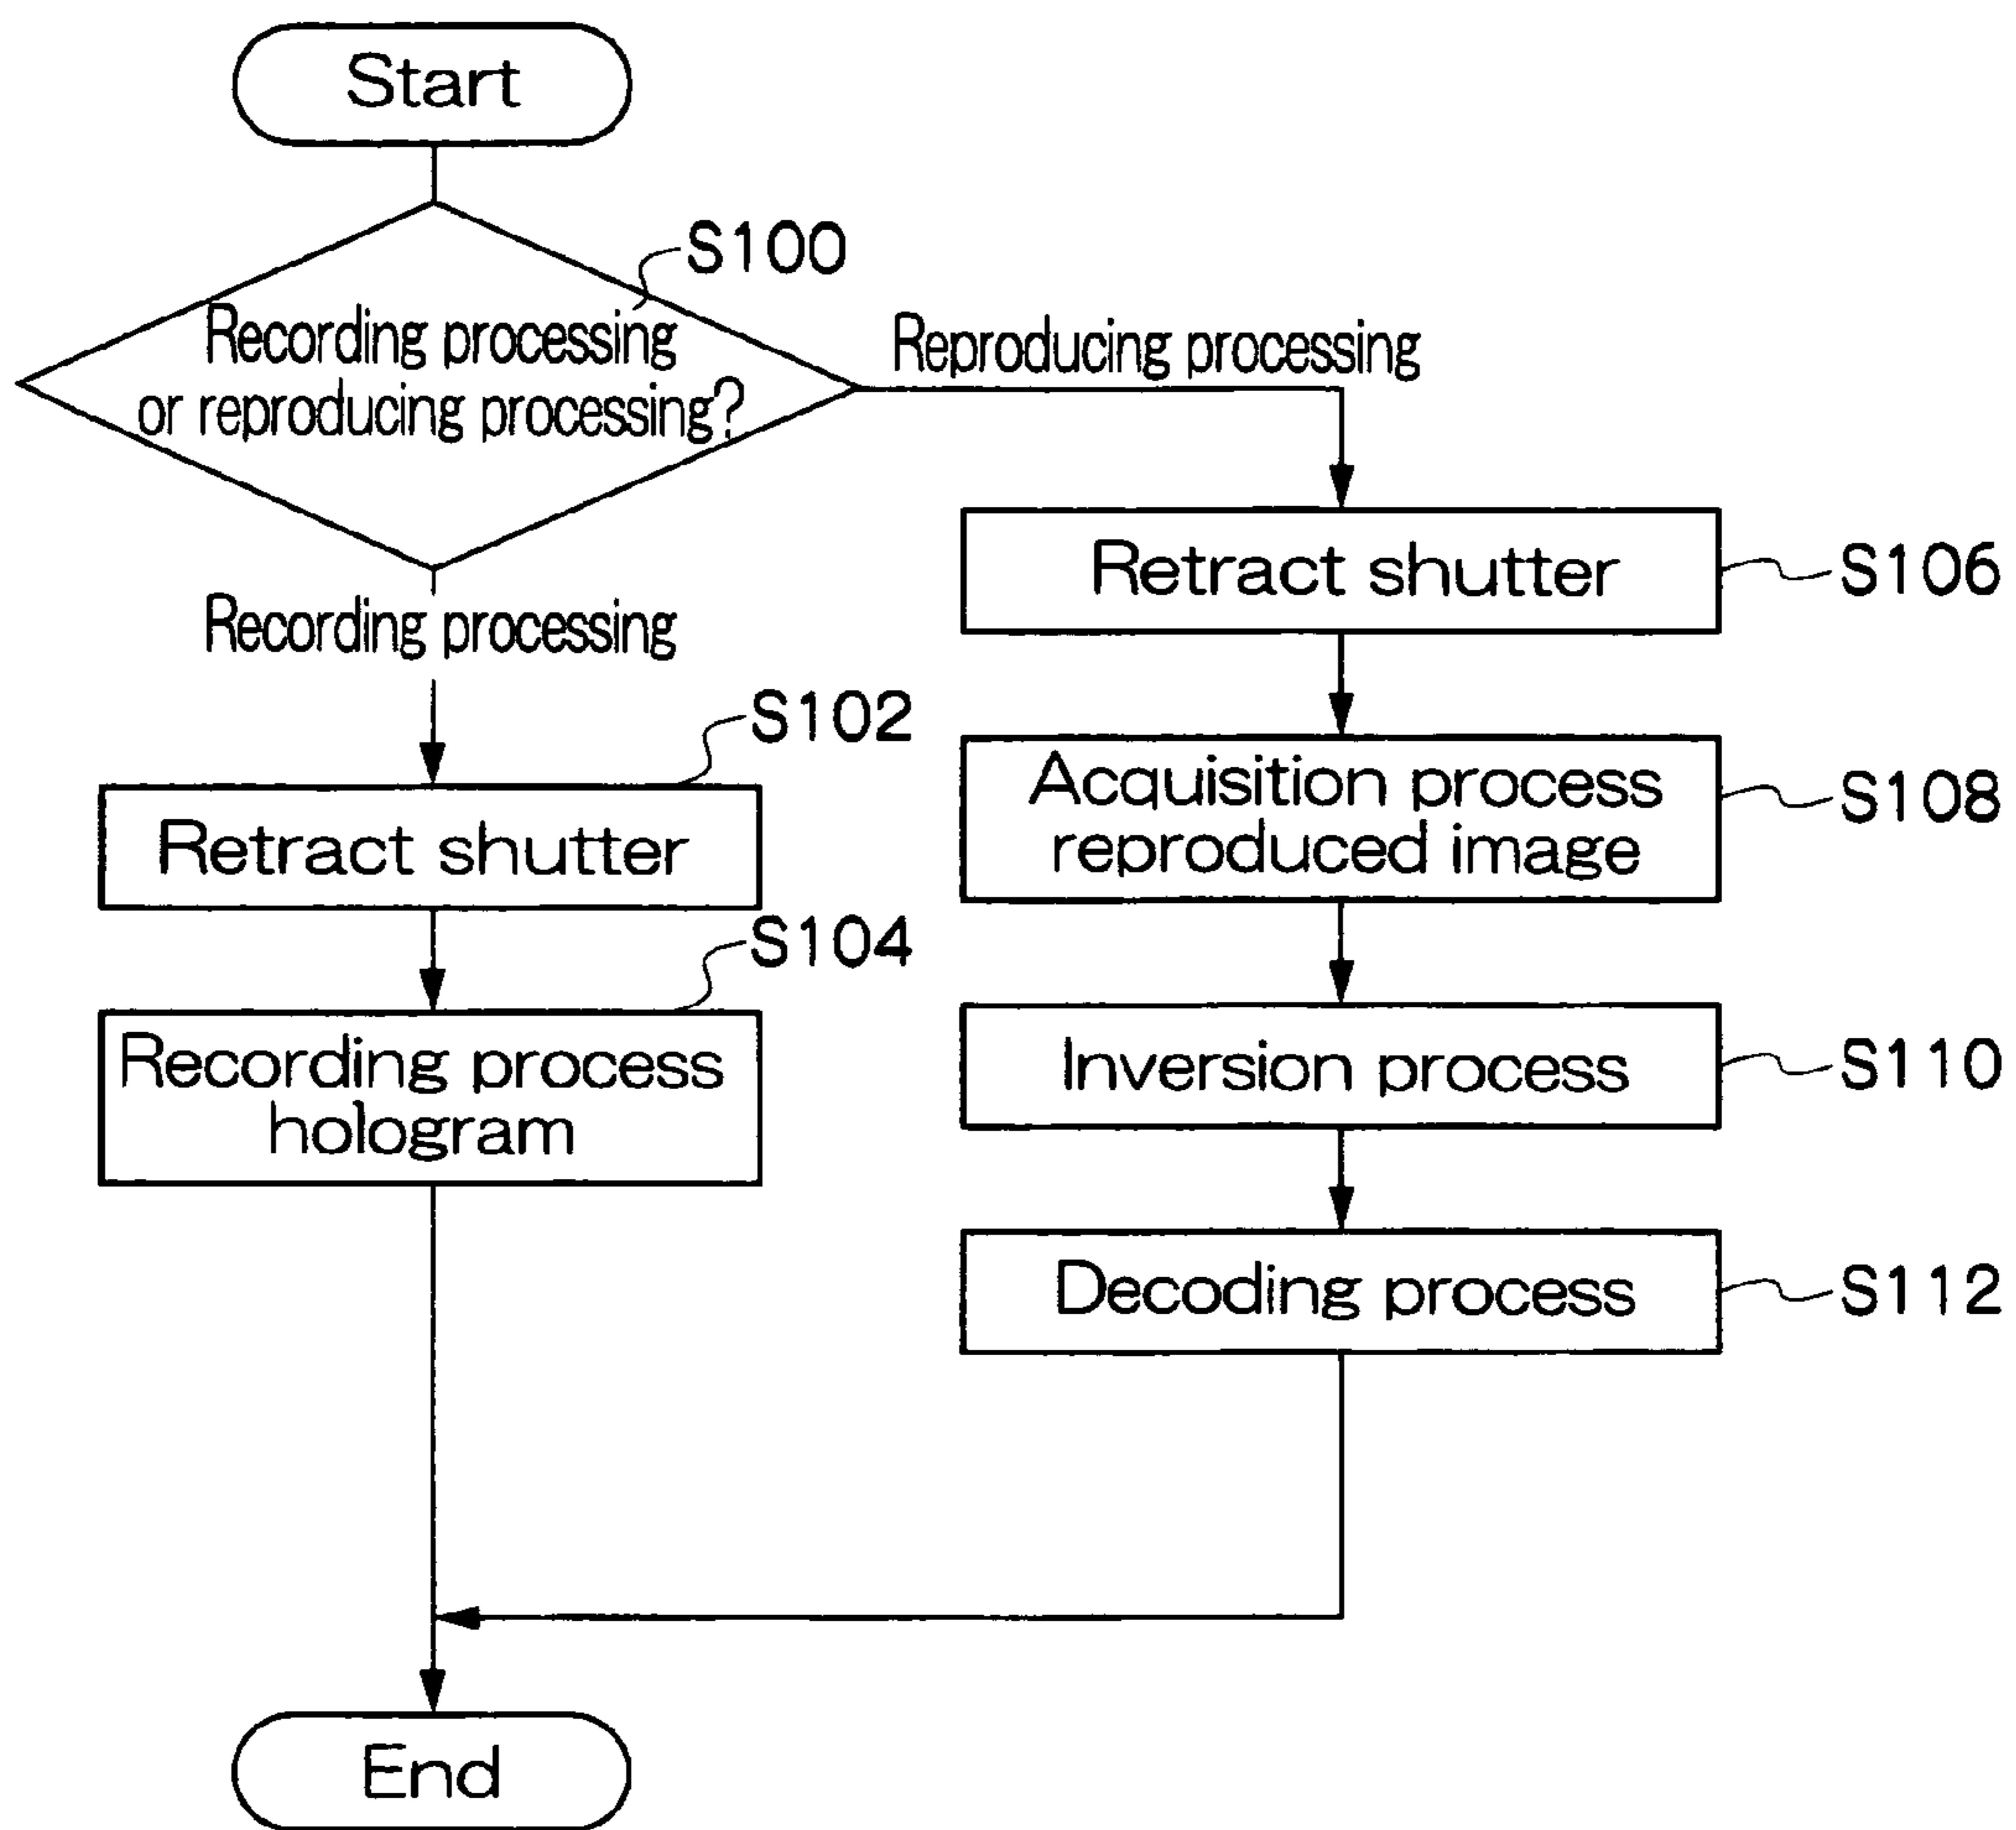 Start
S100
Recording processing
or reproducing processing?
Reproducing processing
Recording processing
S102
Retract shutter
S104
Recording process
hologram
Retract shutter
S106
Acquisition process
reproduced image
S108
Inversion process
S110
Decoding process
S112
End